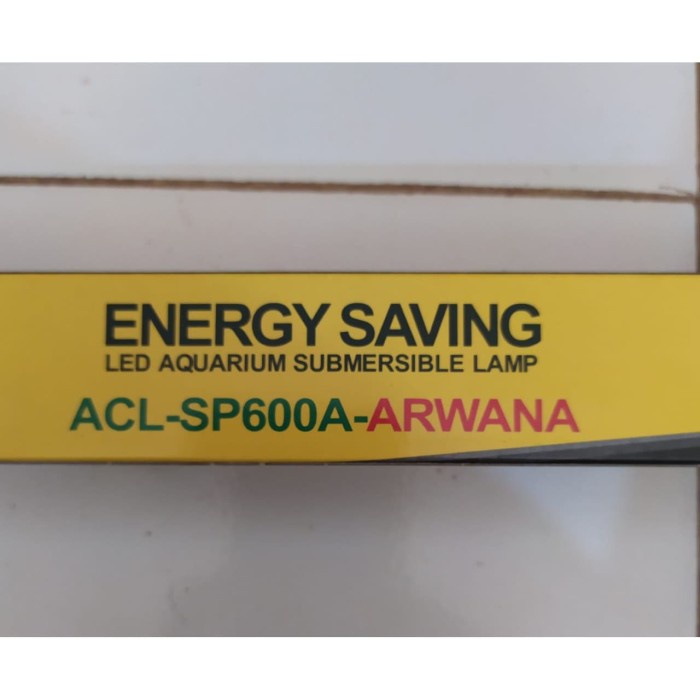 ENERGY SAVING
LED AQUARIUM SUBMERSIBLE LAMP
ACL-SP600A-ARWANA